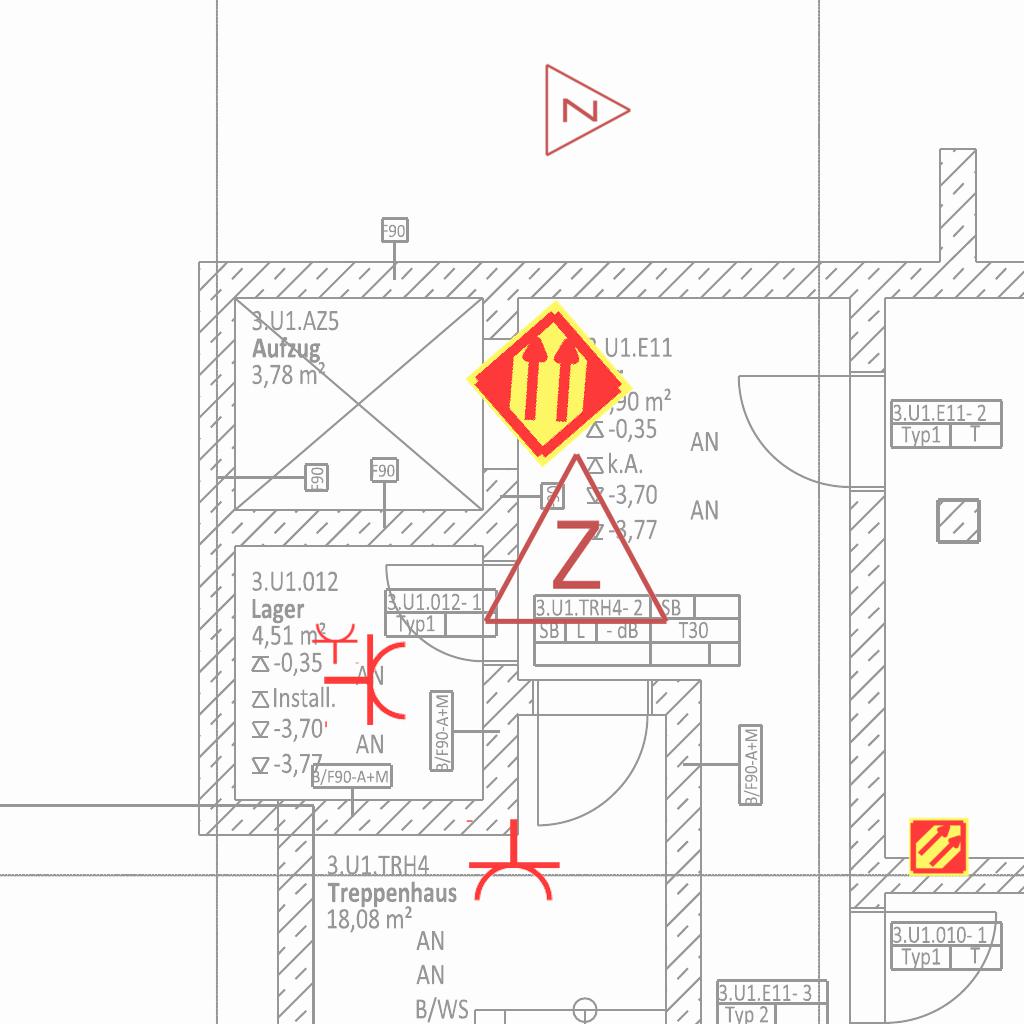 Z
F90
3.U1.AZ5
Aufzug
3,78 m²
U1.E11
,90 m²
-0,35
AN
k.A.
-3,70
AN
-3,77
3.U1.E11- 2
Typ1 T
F90
F90
Z
3.U1.012
Lager
4,51 m²
-0,35
AN
Install.
-3,70
AN
-3,77
3.U1.012- 1
Typ1
3.U1.TRH4- 2 SB
SB L - dB T30
B/F90-A+M
B/F90-A+M
B/F90-A+M
3.U1.TRH4
Treppenhaus
18,08 m²
AN
AN
B/WS
3.U1.010- 1
Typ1 T
3.U1.E11- 3
Typ 2